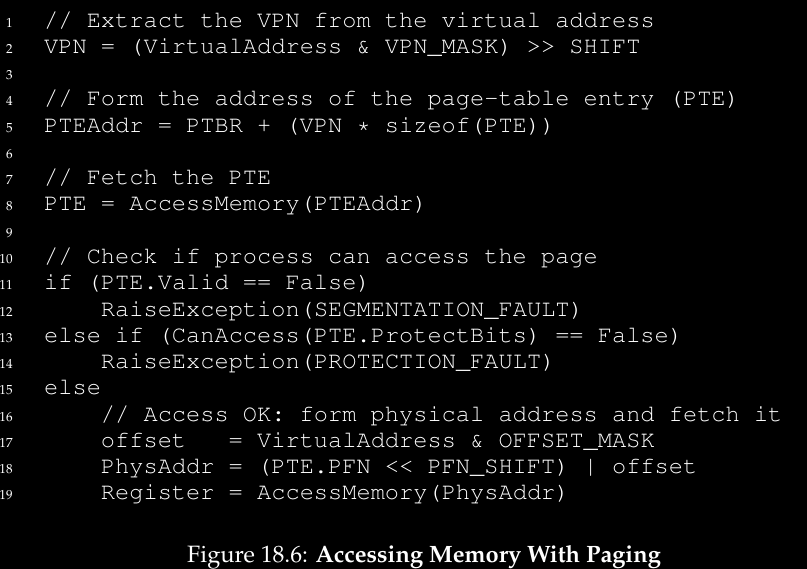 1 // Extract the VPN from the virtual address
2 VPN = (VirtualAddress & VPN_MASK) >> SHIFT
3
4 // Form the address of the page-table entry (PTE)
5 PTEAddr = PTBR + (VPN * sizeof(PTE))
6
7 // Fetch the PTE
8 PTE = AccessMemory(PTEAddr)
9
10 // Check if process can access the page
11 if (PTE.Valid == False)
12     RaiseException(SEGMENTATION_FAULT)
13 else if (CanAccess(PTE.ProtectBits) == False)
14     RaiseException(PROTECTION_FAULT)
15 else
16     // Access OK: form physical address and fetch it
17     offset   = VirtualAddress & OFFSET_MASK
18     PhysAddr = (PTE.PFN << PFN_SHIFT) | offset
19     Register = AccessMemory(PhysAddr)
Figure 18.6: Accessing Memory With Paging